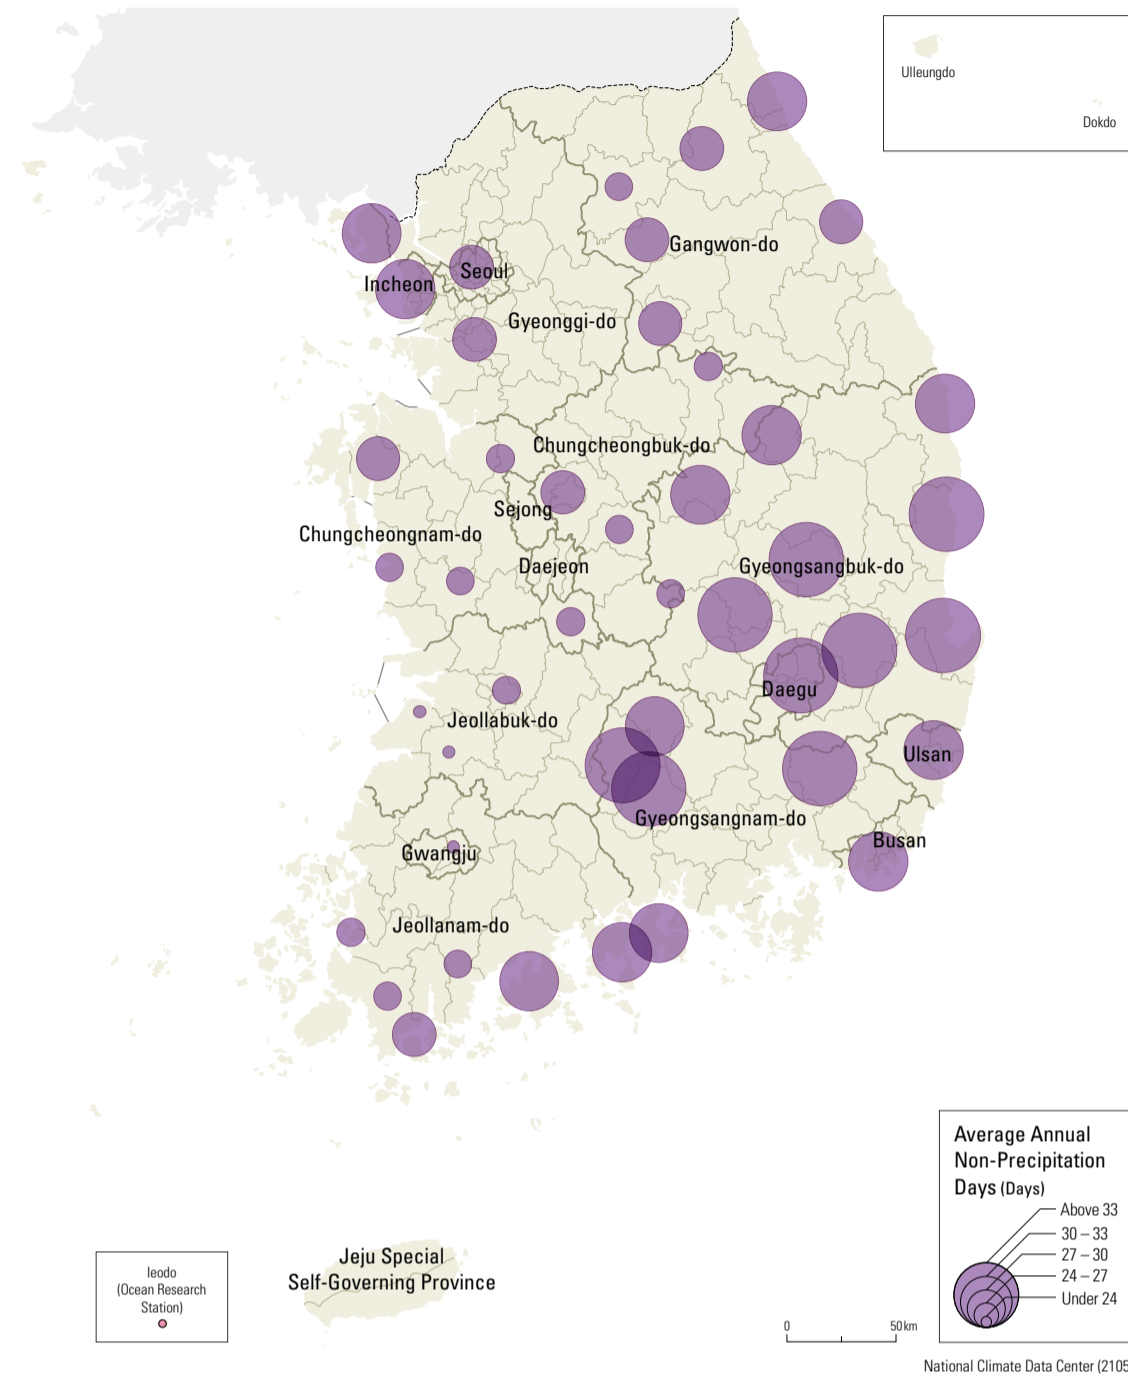 Ulleungdo
Dokdo
Gangwon-do
Seoul
Incheon
Gyeonggi-do
Chungcheongbuk-do
Sejong
Chungcheongnam-do
Daejeon
Gyeongsangbuk-do
Daegu
Jeollabuk-do
Ulsan
Gyeongsangnam-do
Busan
Gwangju
Jeollanam-do
Average Annual
Non-Precipitation
Days (Days)
Above 33
30 – 33
27 – 30
24 – 27
Under 24
Jeju Special
Self-Governing Province
Ieodo
(Ocean Research
Station)
0 50 km
National Climate Data Center (2105